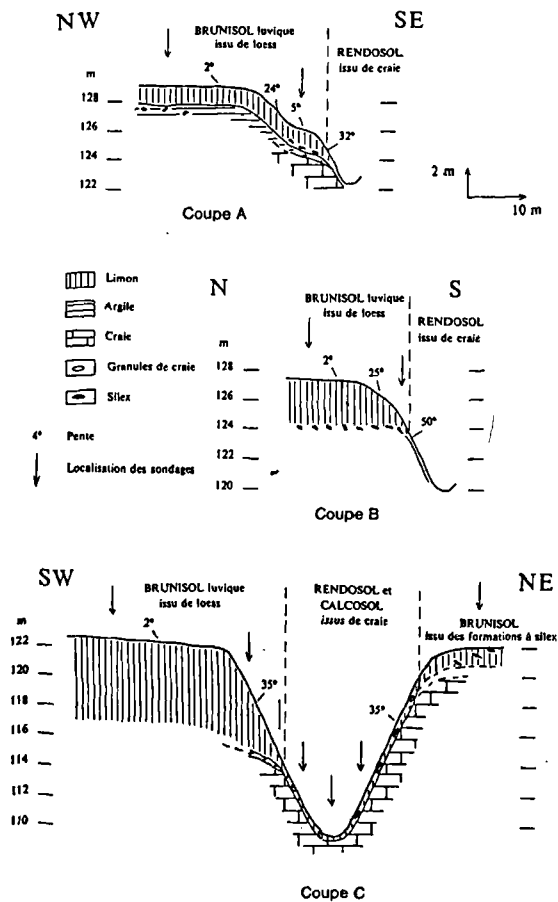 NW
BRUNISOL luvique
issu de loess
SE
RENDOSOL
issu de craie
m
2°
24°
5°
32°
128
126
124
122
2 m
10 m
Coupe A
Limon
Argile
Craie
Granules de craie
Silex
4° Pente
Localisation des sondages
N
BRUNISOL luvique
issu de loess
S
RENDOSOL
issu de craie
m
2°
25°
50°
128
126
124
122
120
Coupe B
SW
BRUNISOL luvique
issu de loess
RENDOSOL et
CALCOSOL
issus de craie
NE
BRUNISOL
issu des formations à silex
m
2°
35°
35°
122
120
118
116
114
112
110
Coupe C